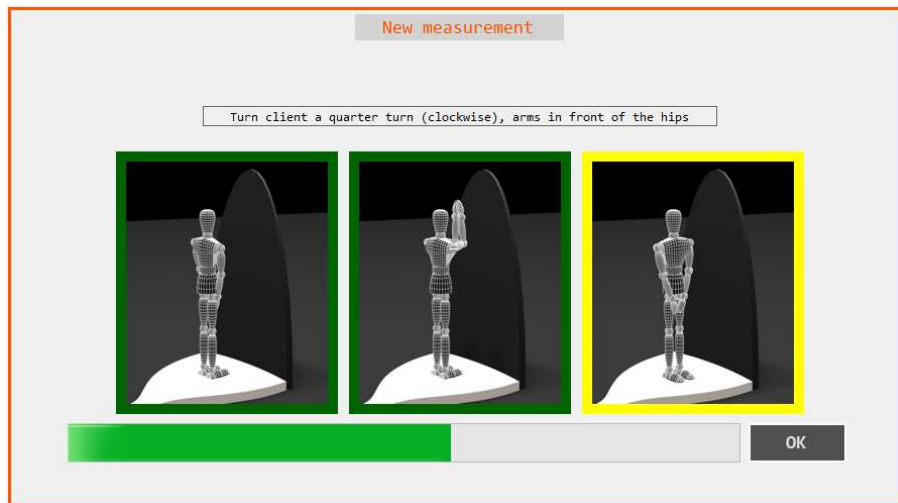 New measurement
Turn client a quarter turn (clockwise), arms in front of the hips
OK